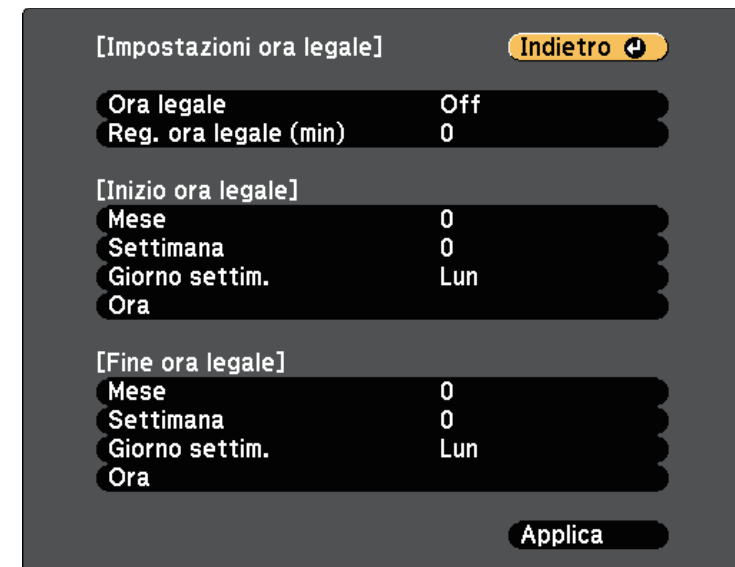 [Impostazioni ora legale] Indietro
Ora legale Off
Reg. ora legale (min) 0
[Inizio ora legale]
Mese 0
Settimana 0
Giorno settim. Lun
Ora
[Fine ora legale]
Mese 0
Settimana 0
Giorno settim. Lun
Ora
Applica